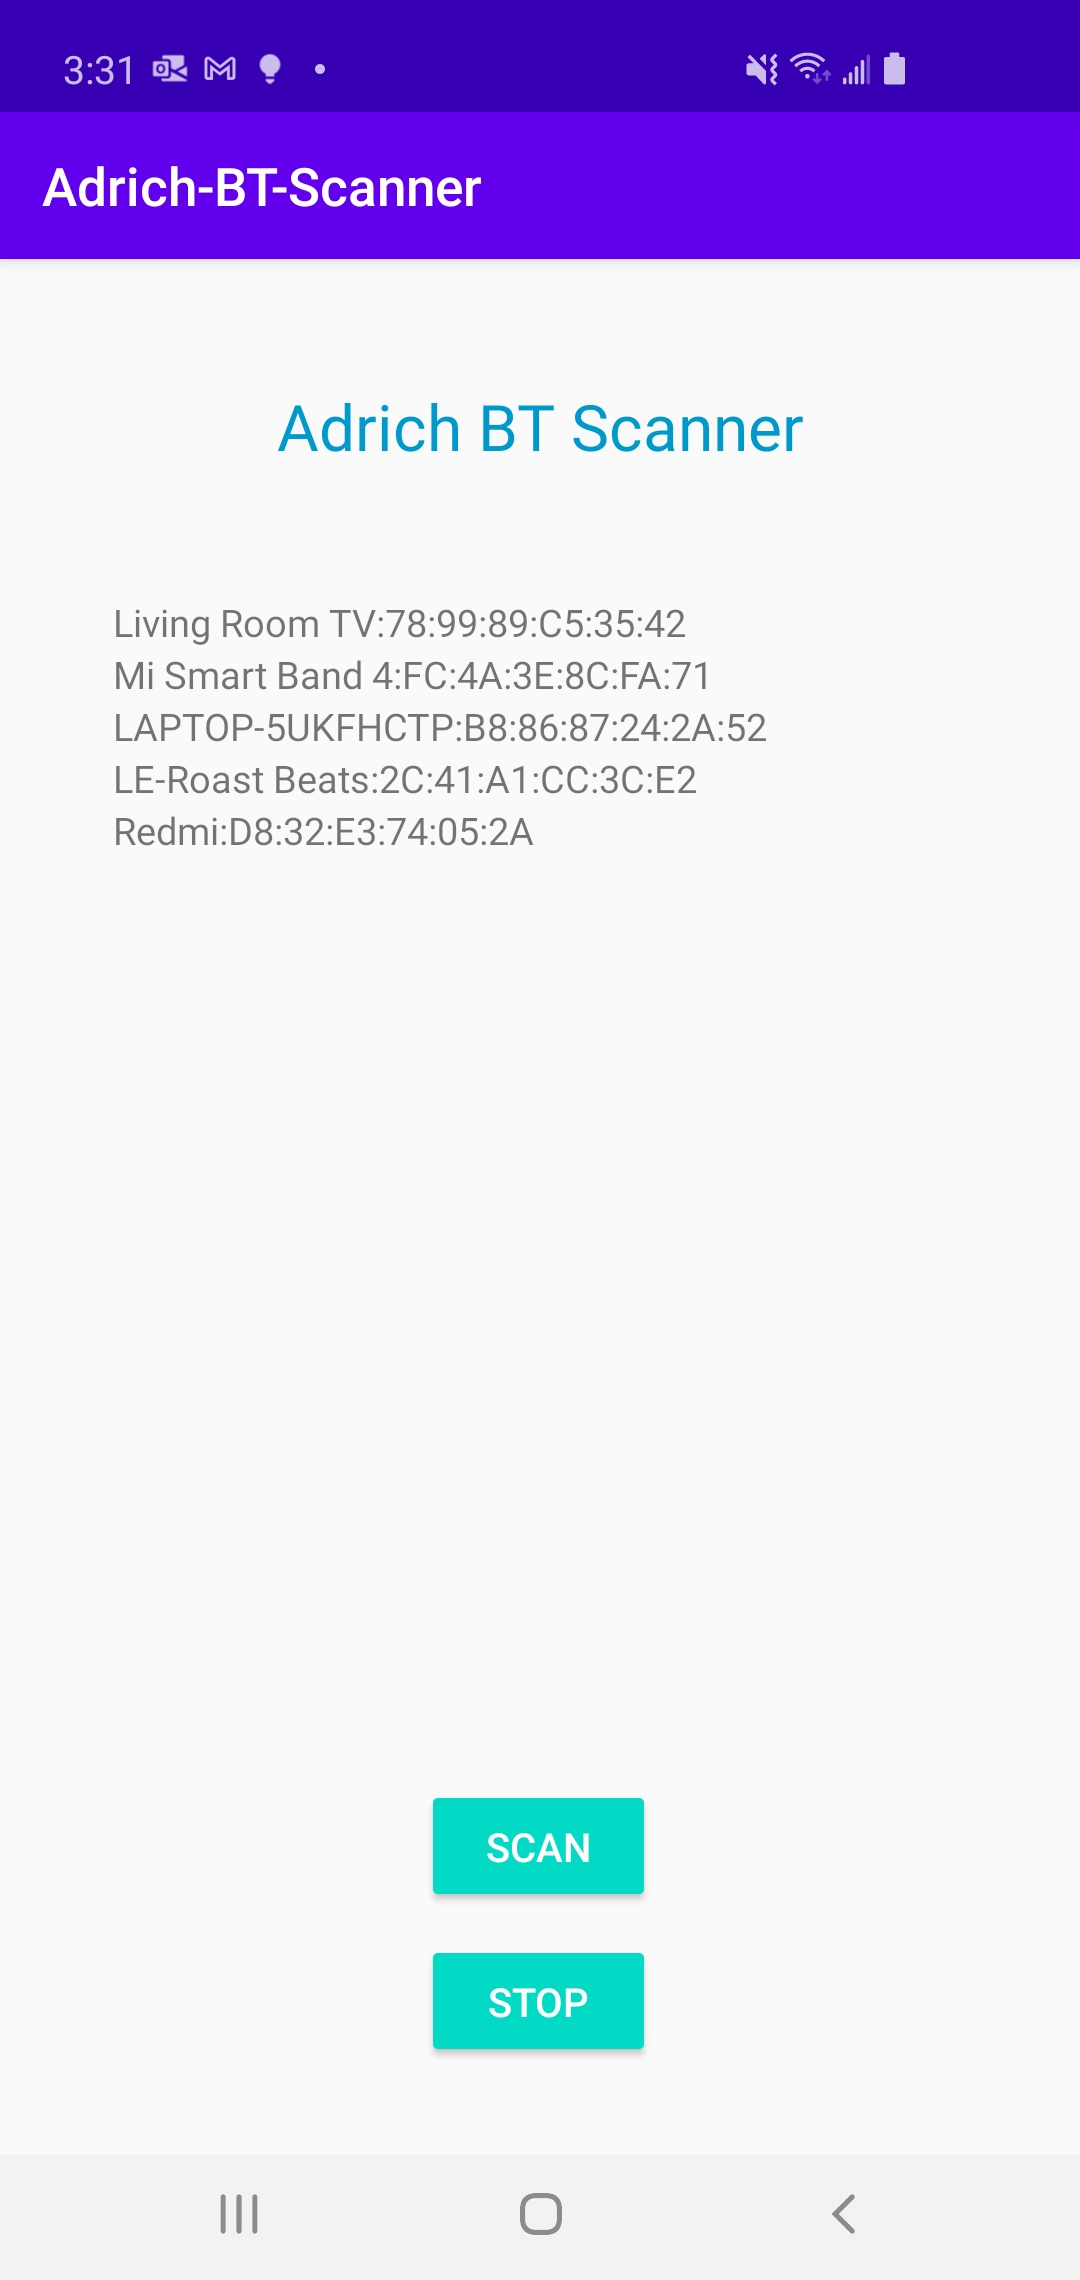 3:31
Adrich-BT-Scanner
Adrich BT Scanner
Living Room TV:78:99:89:C5:35:42
Mi Smart Band 4:FC:4A:3E:8C:FA:71
LAPTOP-5UKFHCTP:B8:86:87:24:2A:52
LE-Roast Beats:2C:41:A1:CC:3C:E2
Redmi:D8:32:E3:74:05:2A
SCAN
STOP